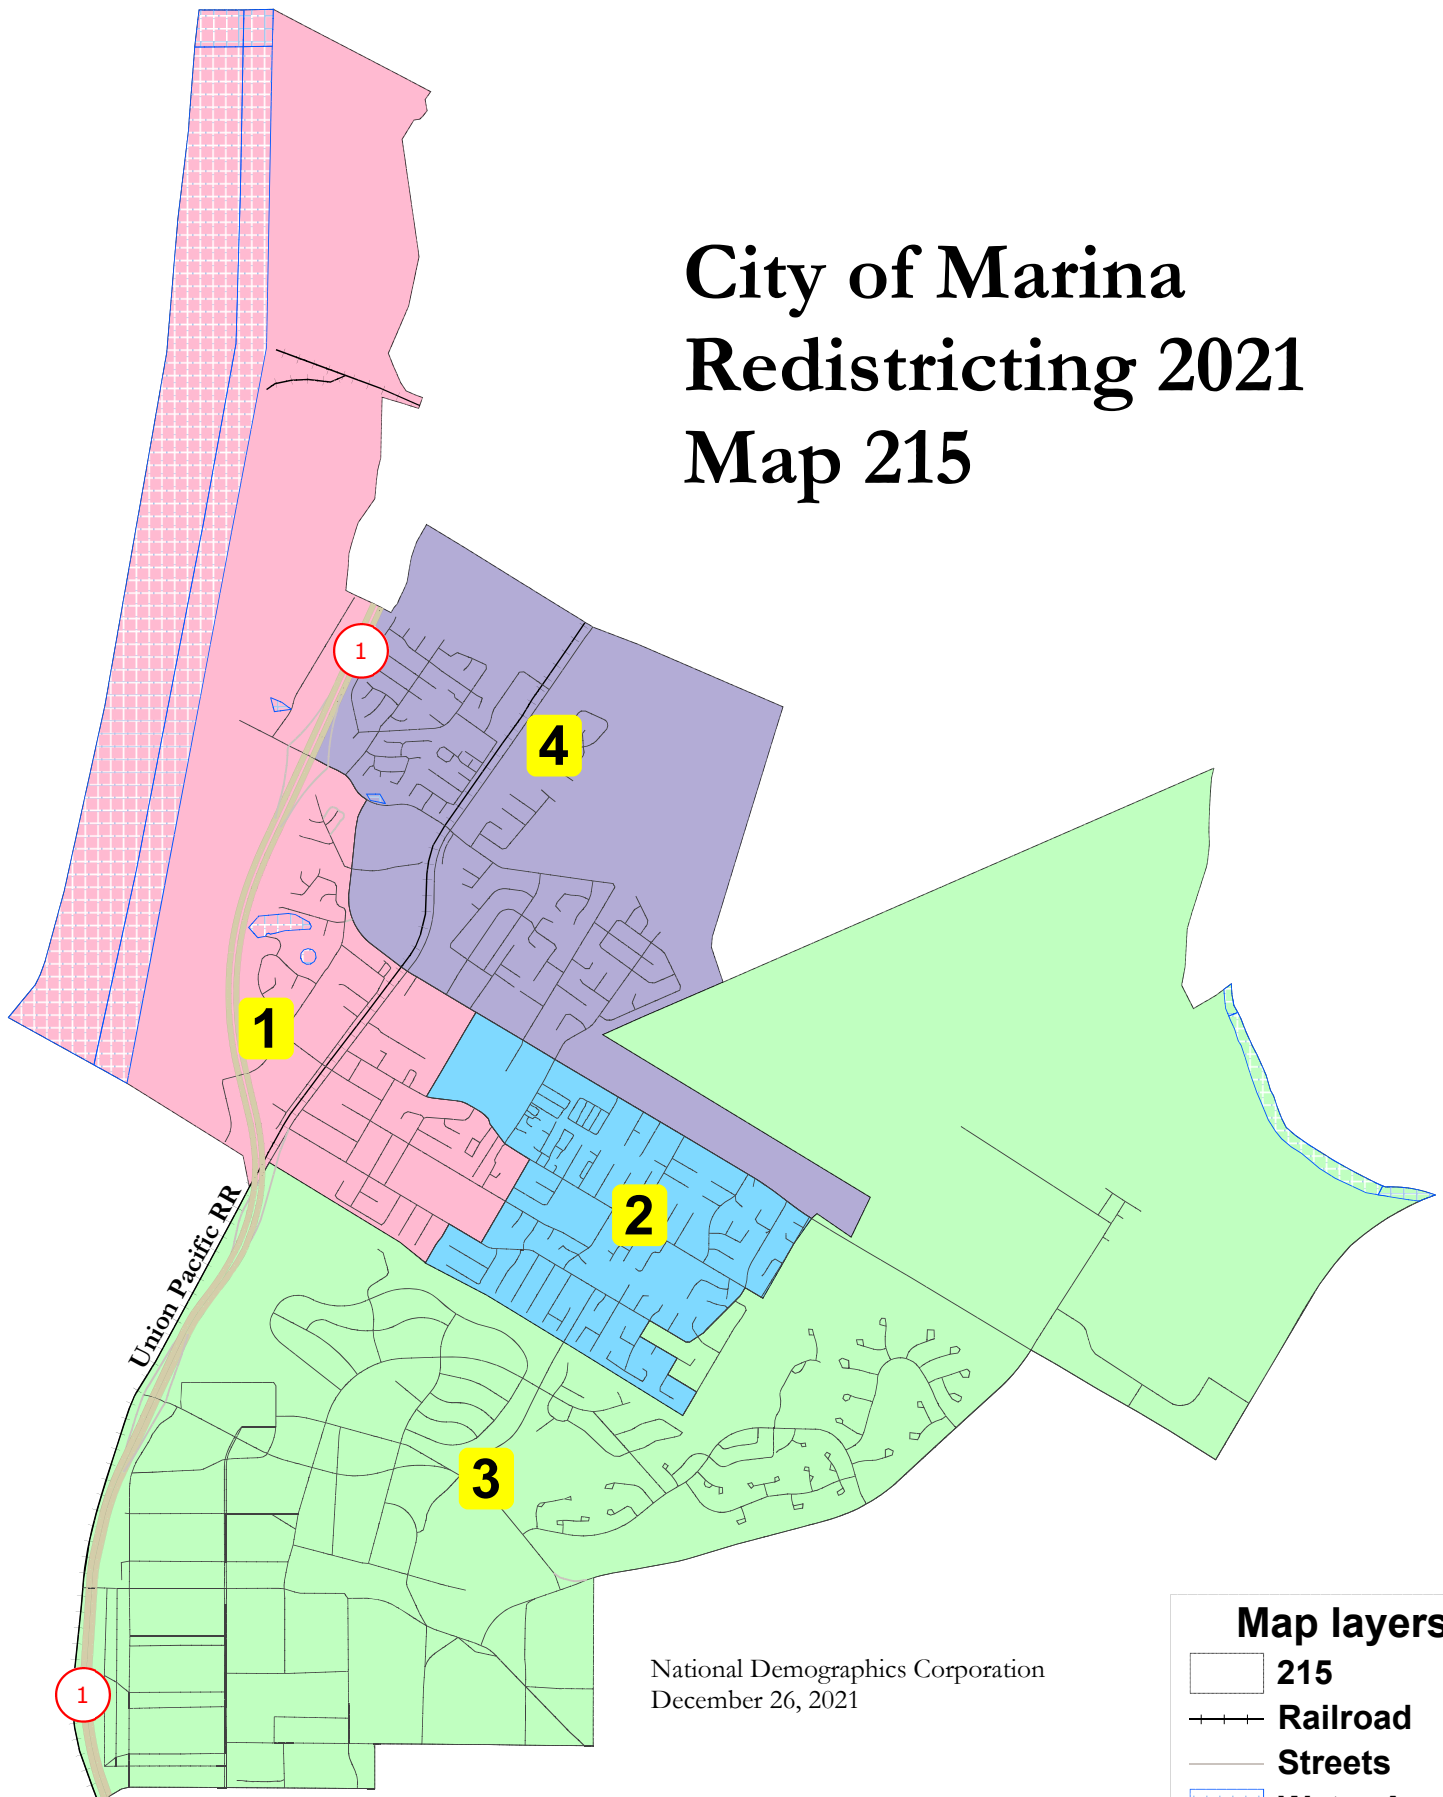 City of Marina
Redistricting 2021
Map 215
1
4
1
2
Union Pacific RR
3
1
National Demographics Corporation
December 26, 2021
Map layers
215
Railroad
Streets